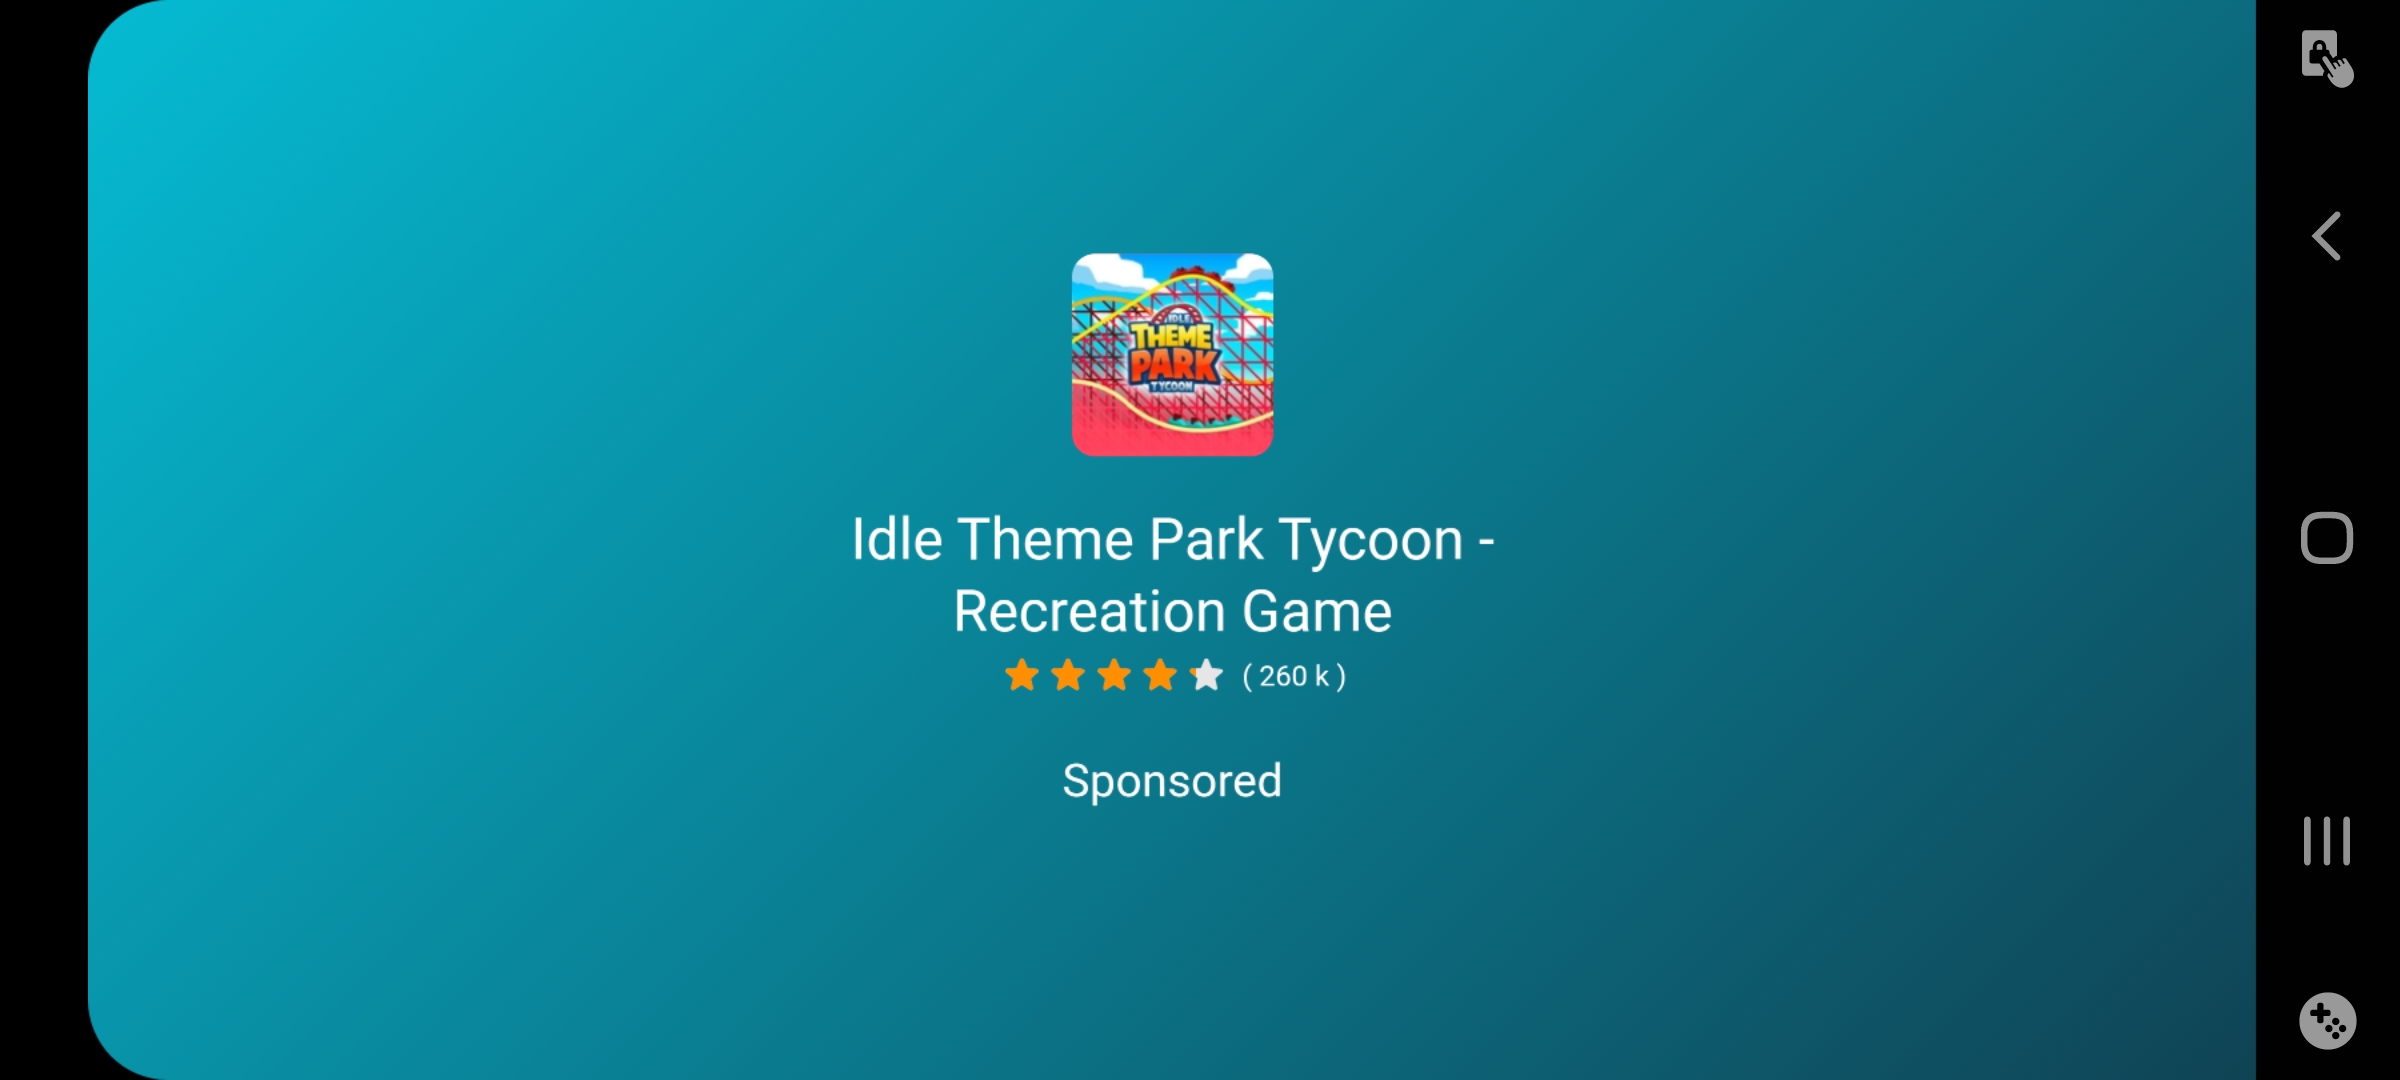 IDLE
THEME
PARK
TYCOON
Idle Theme Park Tycoon -
Recreation Game
( 260 k )
Sponsored